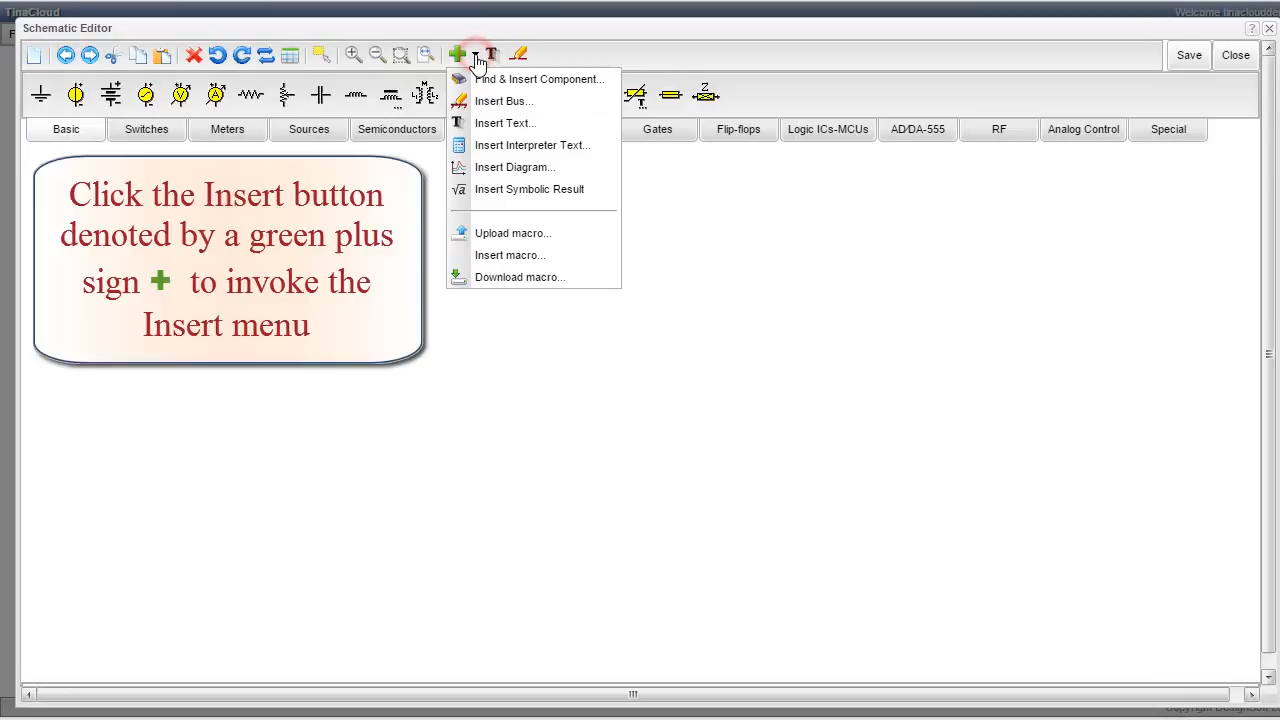 TinaCloud
Welcome tinaclouddem
Schematic Editor
Save
Close
Find & Insert Component...
Insert Bus...
Insert Text...
Insert Interpreter Text...
Insert Diagram...
Insert Symbolic Result
Upload macro...
Insert macro...
Download macro...
Basic
Switches
Meters
Sources
Semiconductors
Gates
Flip-flops
Logic ICs-MCUs
AD/DA-555
RF
Analog Control
Special
Click the Insert button
denoted by a green plus
sign to invoke the
Insert menu